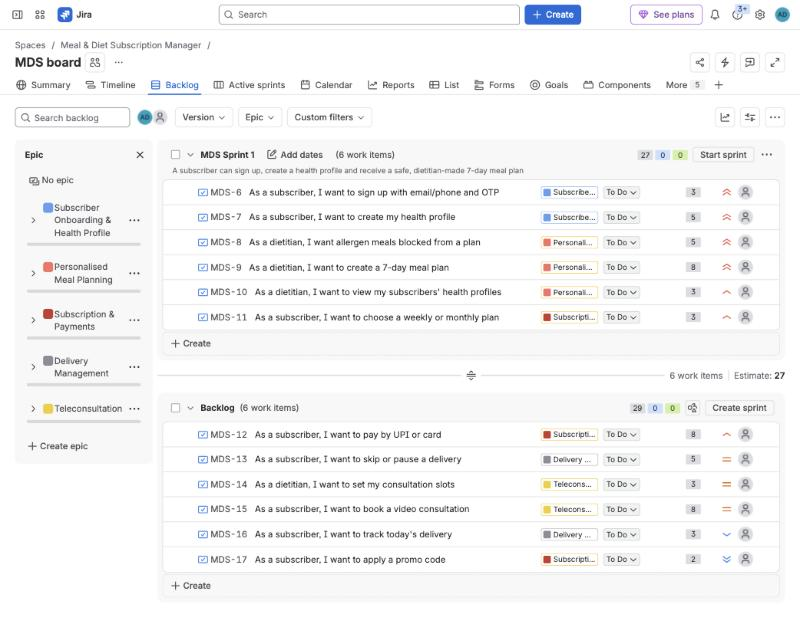 Jira
Search
+ Create
See plans
3+
AD
Spaces / Meal & Diet Subscription Manager /
MDS board
Summary
Timeline
Backlog
Active sprints
Calendar
Reports
List
Forms
Goals
Components
More 5
Search backlog
AD
Version
Epic
Custom filters
Epic
No epic
Subscriber
Onboarding &
Health Profile
Personalised
Meal Planning
Subscription &
Payments
Delivery
Management
Teleconsultation
+ Create epic
MDS Sprint 1 Add dates (6 work items) 27 0 0 Start sprint
A subscriber can sign up, create a health profile and receive a safe, dietitian-made 7-day meal plan
MDS-6 As a subscriber, I want to sign up with email/phone and OTP Subscribe... To Do 3
MDS-7 As a subscriber, I want to create my health profile Subscribe... To Do 5
MDS-8 As a dietitian, I want allergen meals blocked from a plan Personali... To Do 5
MDS-9 As a dietitian, I want to create a 7-day meal plan Personali... To Do 8
MDS-10 As a dietitian, I want to view my subscribers' health profiles Personali... To Do 3
MDS-11 As a subscriber, I want to choose a weekly or monthly plan Subscripti... To Do 3
+ Create
6 work items Estimate: 27
Backlog (6 work items) 29 0 0 Create sprint
MDS-12 As a subscriber, I want to pay by UPI or card Subscripti... To Do 8
MDS-13 As a subscriber, I want to skip or pause a delivery Delivery ... To Do 5
MDS-14 As a dietitian, I want to set my consultation slots Telecons... To Do 3
MDS-15 As a subscriber, I want to book a video consultation Telecons... To Do 8
MDS-16 As a subscriber, I want to track today's delivery Delivery ... To Do 3
MDS-17 As a subscriber, I want to apply a promo code Subscripti... To Do 2
+ Create